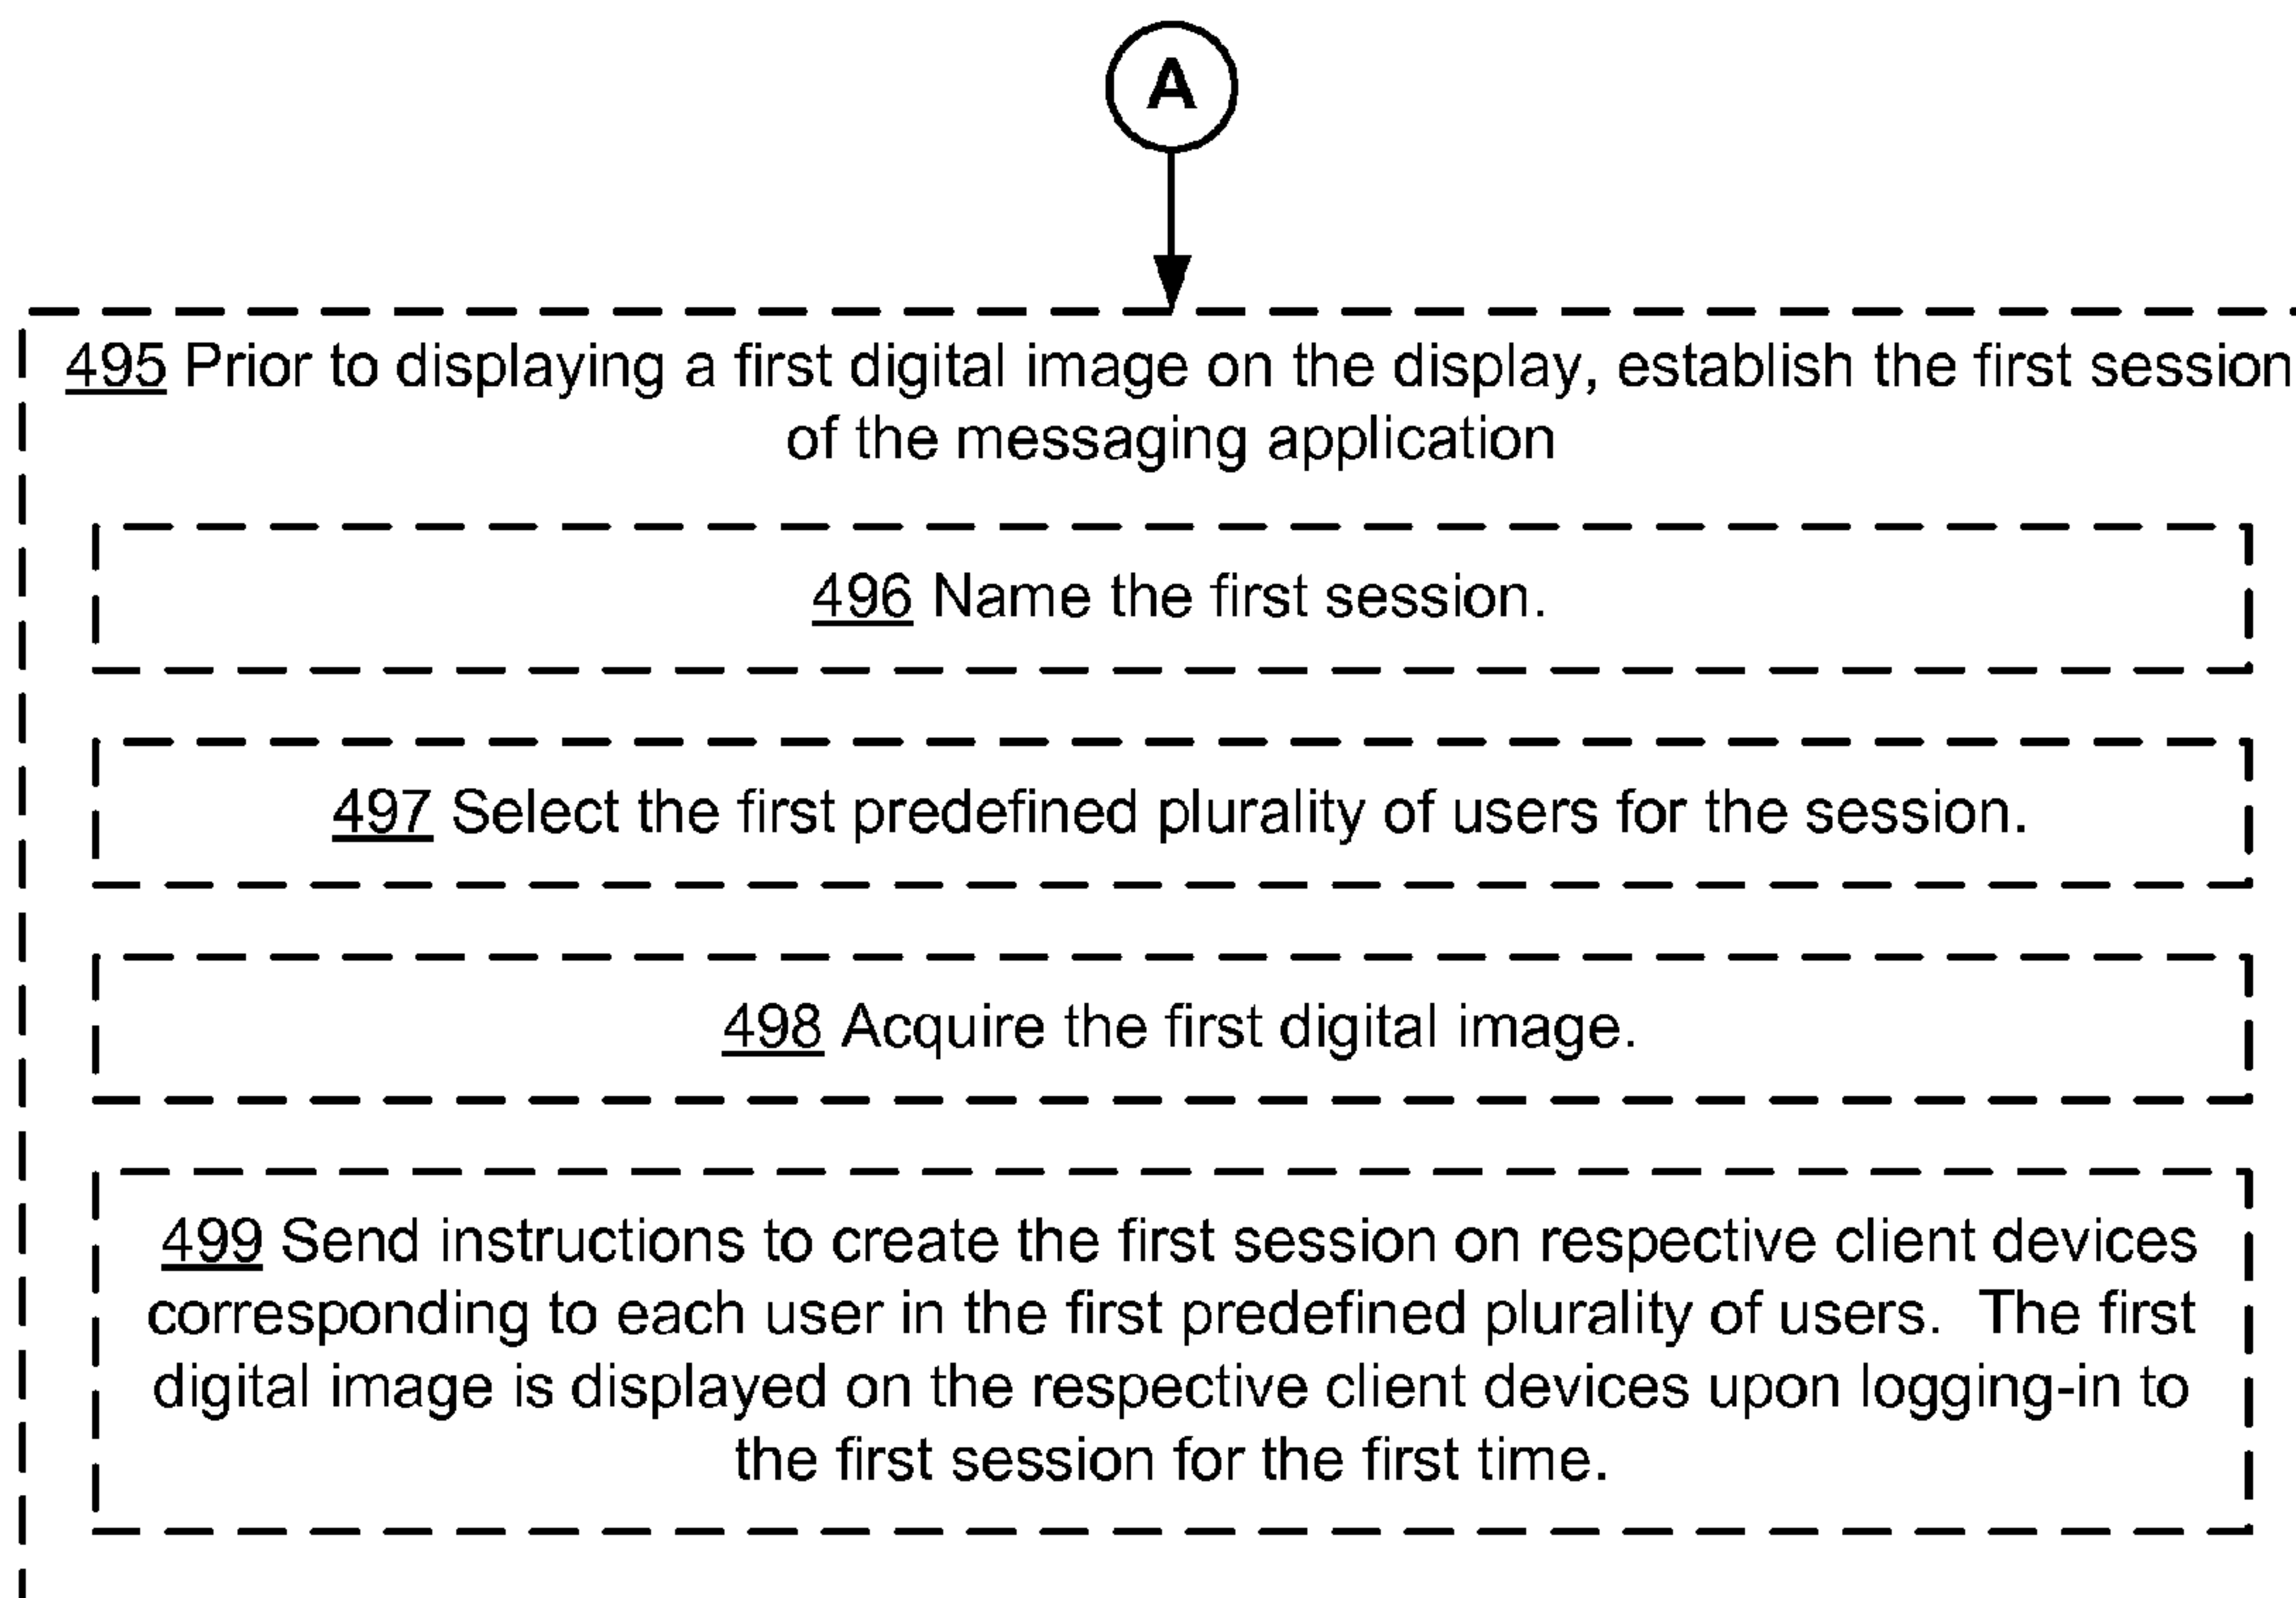 A
495 Prior to displaying a first digital image on the display, establish the first session
of the messaging application
496 Name the first session.
497 Select the first predefined plurality of users for the session.
498 Acquire the first digital image.
499 Send instructions to create the first session on respective client devices
corresponding to each user in the first predefined plurality of users.  The first
digital image is displayed on the respective client devices upon logging-in to
the first session for the first time.